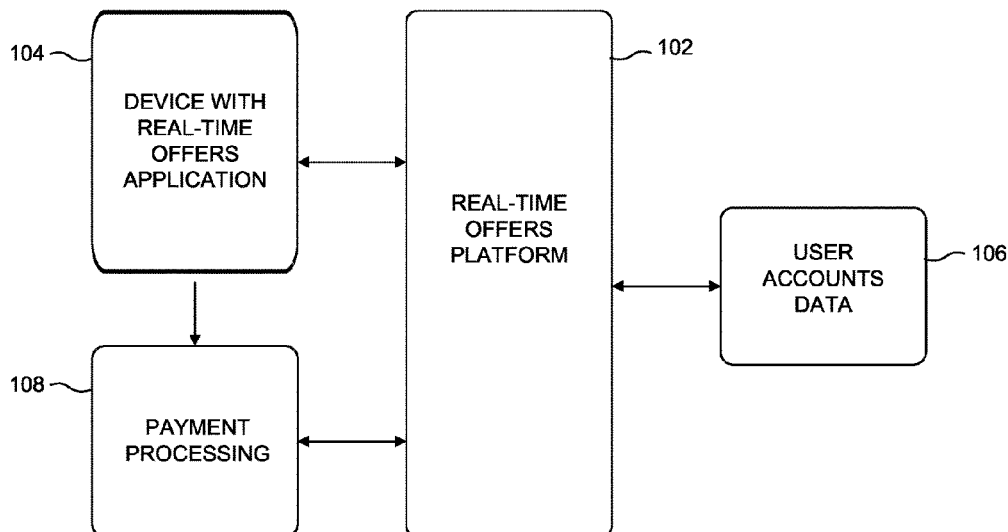 104
DEVICE WITH
REAL-TIME
OFFERS
APPLICATION
102
REAL-TIME
OFFERS
PLATFORM
USER
ACCOUNTS
DATA
106
108
PAYMENT
PROCESSING